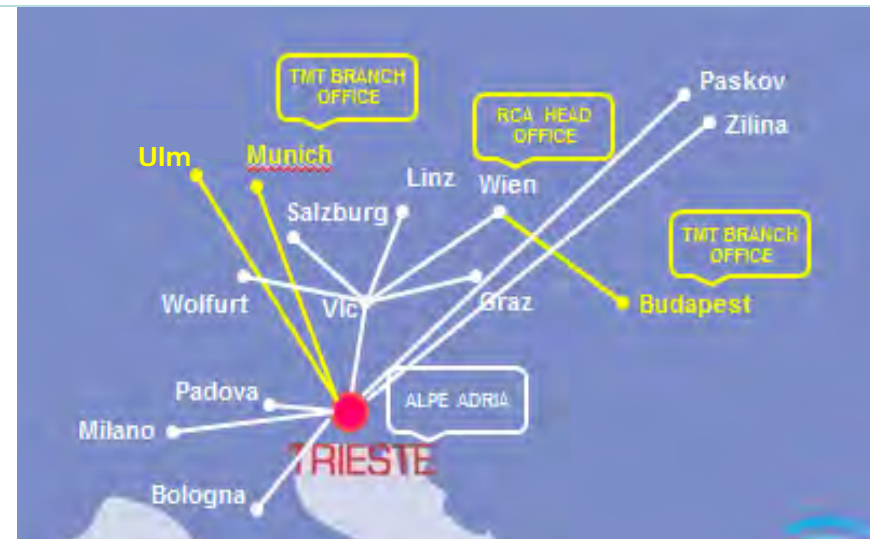 TMT BRANCH
OFFICE
Paskov
RCA HEAD
OFFICE
Zilina
Ulm
Munich
Linz
Wien
Salzburg
TMT BRANCH
OFFICE
Wolfurt
Vlc
Graz
Budapest
Padova
ALPE ADRIA
Milano
TRIESTE
Bologna